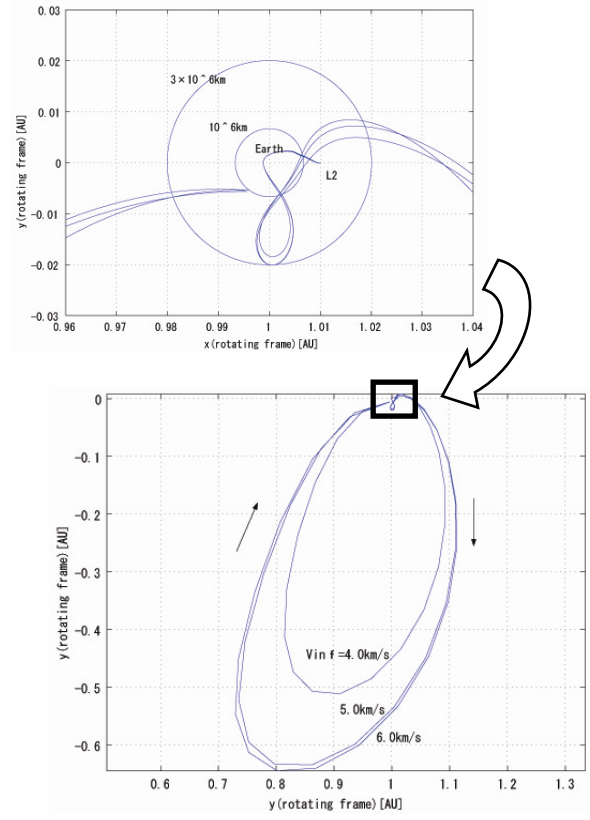 0.03
0.02
3×10^6km
0.01
10^6km
Earth
0
L2
-0.01
-0.02
-0.03
0.96 0.97 0.98 0.99 1 1.01 1.02 1.03 1.04
x(rotating frame)[AU]
y(rotating frame)[AU]
0
-0.1
-0.2
-0.3
-0.4
Vinf=4.0km/s
-0.5
5.0km/s
6.0km/s
-0.6
0.6 0.7 0.8 0.9 1 1.1 1.2 1.3
y(rotating frame)[AU]
y(rotating frame)[AU]